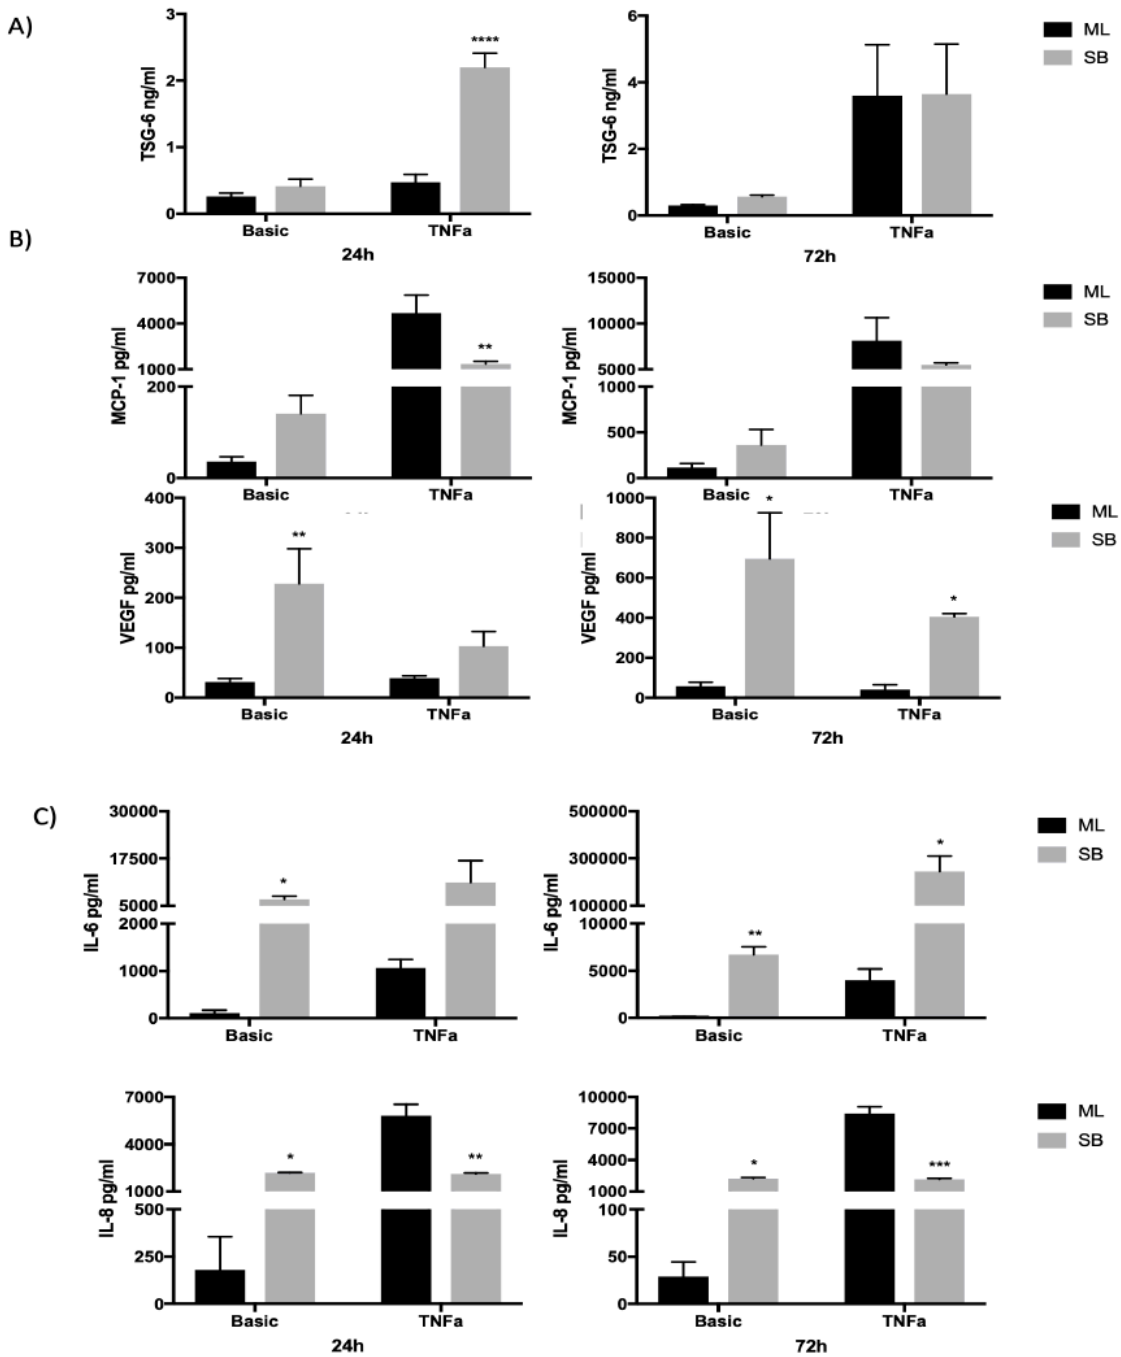 A)
3
2
1
0
TSG-6 ng/ml
****
Basic
TNFa
24h
6
4
2
0
TSG-6 ng/ml
Basic
TNFa
72h
ML
SB
B)
7000
4000
1000
200
0
MCP-1 pg/ml
**
Basic
TNFa
15000
10000
5000
1000
500
0
MCP-1 pg/ml
Basic
TNFa
ML
SB
400
300
200
100
0
VEGF pg/ml
**
Basic
TNFa
24h
1000
800
600
400
200
0
VEGF pg/ml
*
*
Basic
TNFa
72h
ML
SB
C)
30000
17500
5000
2000
1000
0
IL-6 pg/ml
*
Basic
TNFa
500000
300000
100000
10000
5000
0
IL-6 pg/ml
**
*
Basic
TNFa
ML
SB
7000
4000
1000
500
250
0
IL-8 pg/ml
*
**
Basic
TNFa
24h
10000
7000
4000
1000
100
50
0
IL-8 pg/ml
*
***
Basic
TNFa
72h
ML
SB